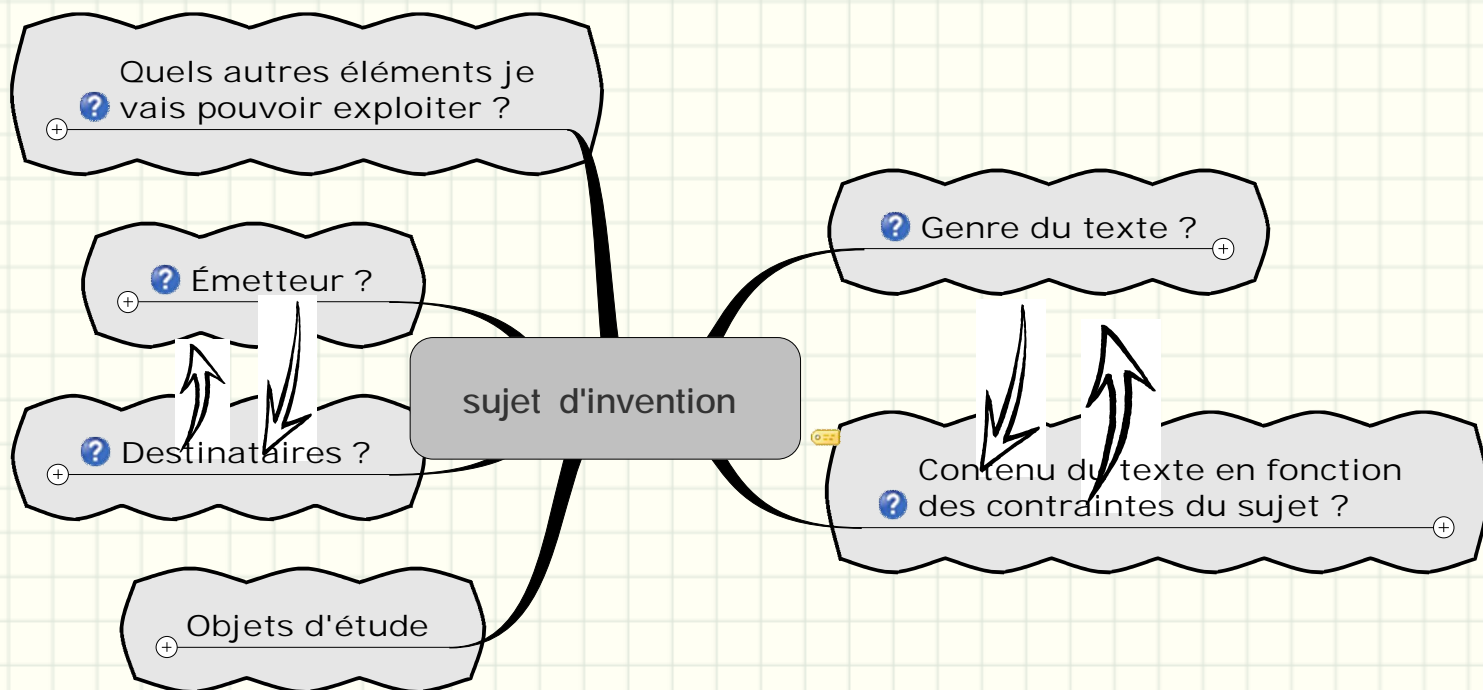 Quels autres éléments je
vais pouvoir exploiter ?
Émetteur ?
Destinataires ?
Objets d'étude
sujet d'invention
Genre du texte ?
Contenu du texte en fonction
des contraintes du sujet ?